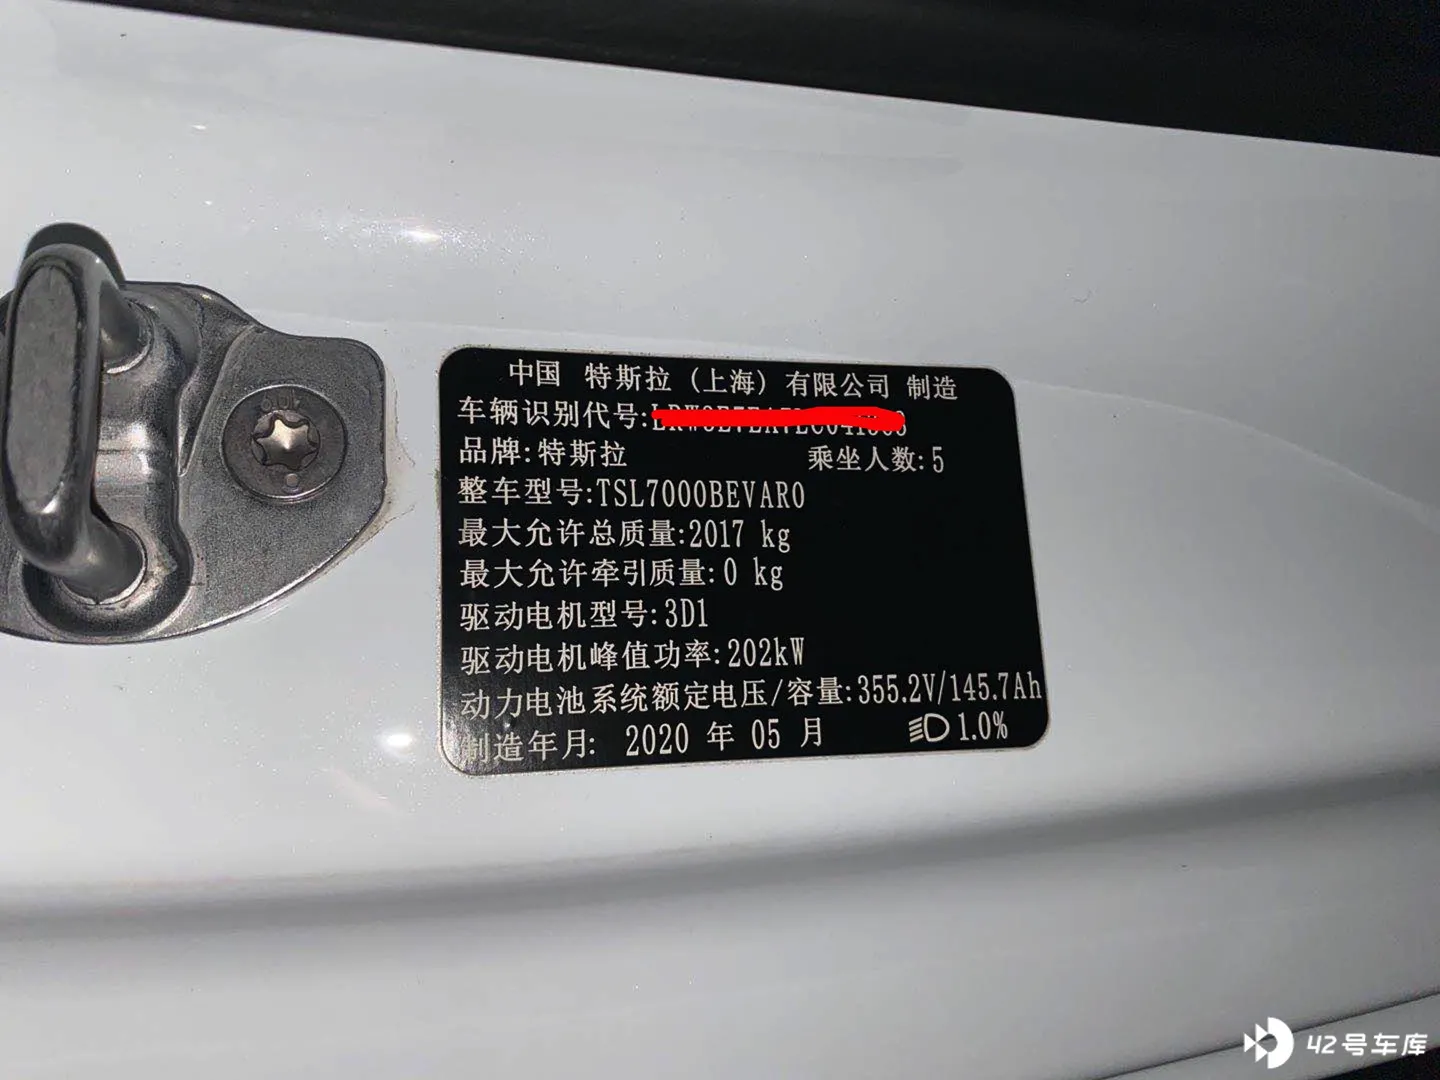 中国 特斯拉（上海）有限公司 制造
车辆识别代号:
品牌:特斯拉 乘坐人数:5
整车型号:TSL7000BEVAR0
最大允许总质量:2017 kg
最大允许牵引质量:0 kg
驱动电机型号:3D1
驱动电机峰值功率:202kW
动力电池系统额定电压/容量:355.2V/145.7Ah
制造年月: 2020 年 05 月 1.0%
42号车库